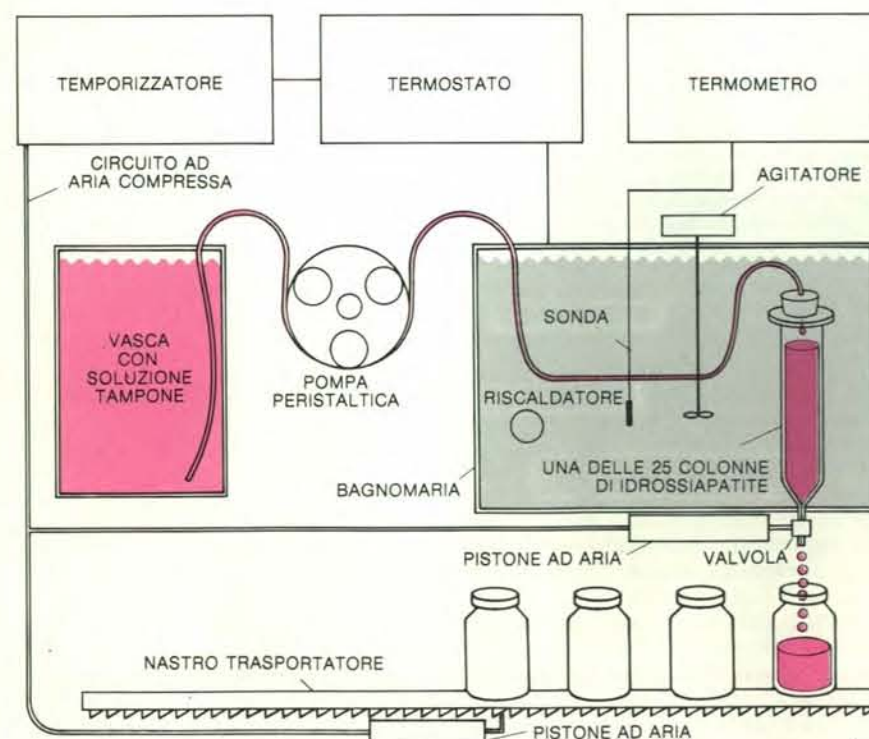 TEMPORIZZATORE
TERMOSTATO
TERMOMETRO
CIRCUITO AD
ARIA COMPRESSA
AGITATORE
VASCA
CON
SOLUZIONE
TAMPONE
POMPA
PERISTALTICA
SONDA
RISCALDATORE
BAGNOMARIA
UNA DELLE 25 COLONNE
DI IDROSSIAPATITE
PISTONE AD ARIA
VALVOLA
NASTRO TRASPORTATORE
PISTONE AD ARIA